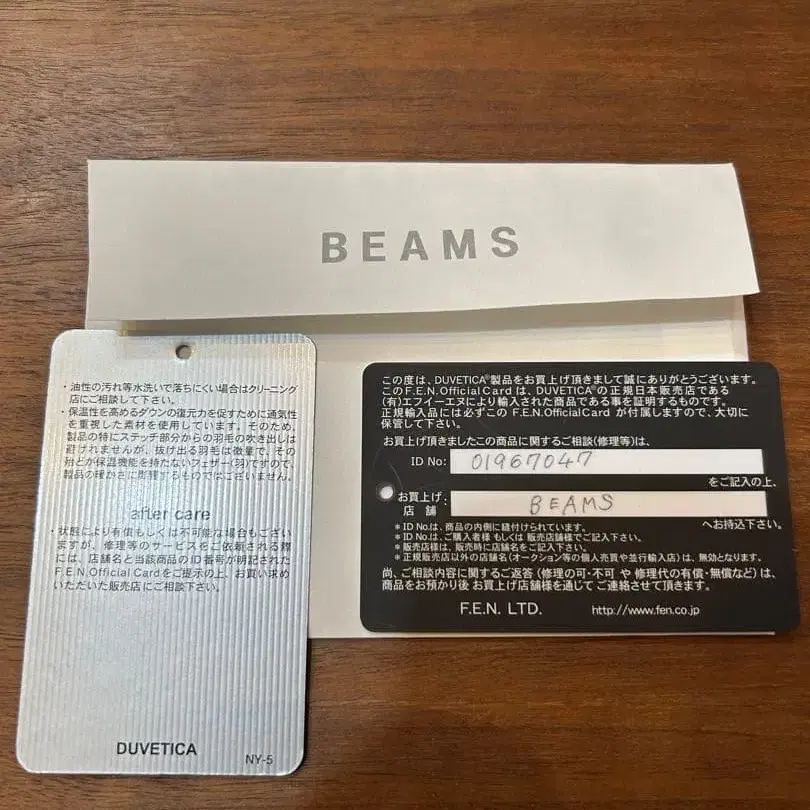 BEAMS
・油性の汚れ等水洗いで落ちにくい場合はクリーニング
店にご相談して下さい。
・保温性を高めるダウンの復元力を促すために通気性
を重視した素材を使用しています。そのため、
製品の特にステッチ部分からの羽毛の吹き出しは
避けれませんが、抜け出る羽毛は微量で、その
殆どが保温機能を持たないフェザー(羽)ですので、
製品の暖かさに影響するものではございません。
after care
・状態により有償もしくは不可能な場合もござい
ますが、修理等のサービスをご依頼される際
には、店舗名と当該商品のID番号が明記された
F.E.N.Official Cardをご提示の上、お買い求め
いただいた販売店にご相談下さい。
DUVETICA
NY-5
この度は、DUVETICA®製品をお買上げ頂きまして誠にありがとうございます。
このF.E.N.Official Cardは、DUVETICA®の正規日本販売店である
(有)エフイーエヌにより輸入された商品である事を証明するものです。
正規輸入品には必ずこの F.E.N.Official Card が付属しますので、大切に
保管して下さい。
お買上げ頂きましたこの商品に関するご相談(修理等)は、
ID No: 01967047
をご記入の上、
お買上げ店舗: BEAMS
へお持込下さい。
＊ID No.は、商品の内側に縫付けられています。
＊ID No.は、ご購入者様 もしくは 販売店舗様でご記入下さい。
＊販売店様は、販売時に店舗名をご記入下さい。
＊正規販売店以外の店舗様(オークション等の個人売買や並行輸入店)は、無効となります。
尚、ご相談内容に関するご返答(修理の可・不可 や 修理代の有償・無償など)は、
商品をお預かり後 お買上げ店舗様を通じて ご連絡させて頂きます。
F.E.N. LTD.
http://www.fen.co.jp